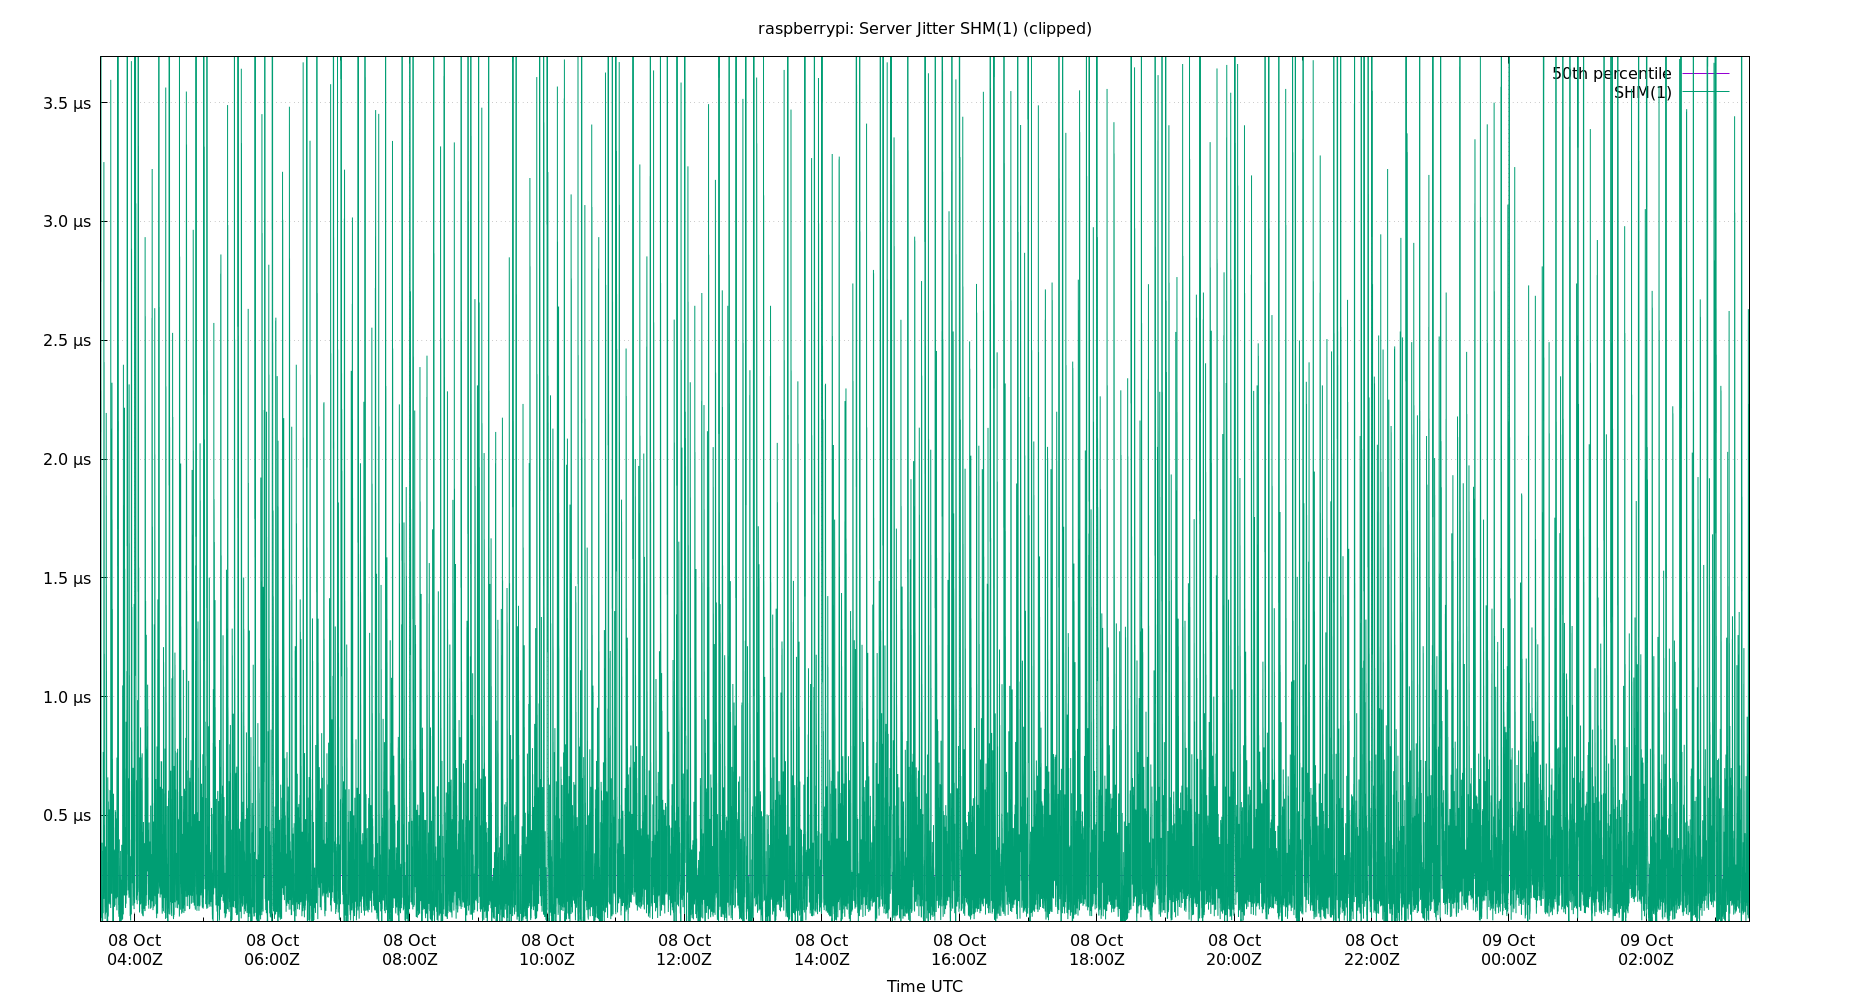 raspberrypi: Server Jitter SHM(1) (clipped)
50th percentile
SHM(1)
3.5 µs
3.0 µs
2.5 µs
2.0 µs
1.5 µs
1.0 µs
0.5 µs
08 Oct 08 Oct 08 Oct 08 Oct 08 Oct 08 Oct 08 Oct 08 Oct 08 Oct 08 Oct 09 Oct 09 Oct
04:00Z 06:00Z 08:00Z 10:00Z 12:00Z 14:00Z 16:00Z 18:00Z 20:00Z 22:00Z 00:00Z 02:00Z
Time UTC